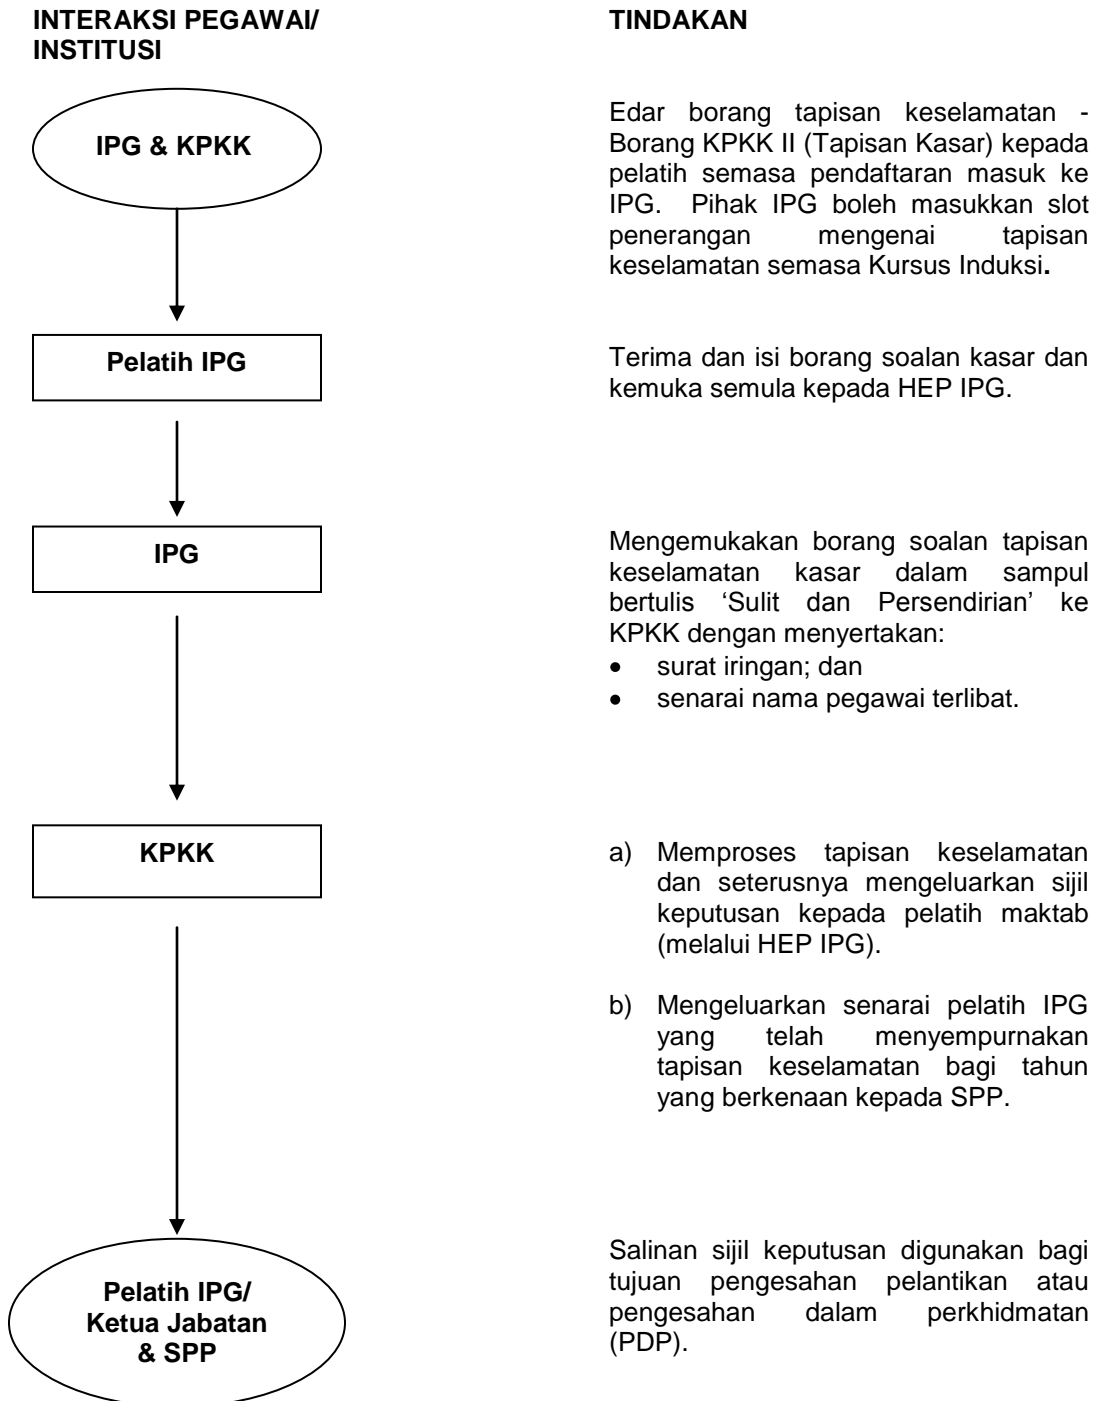 INTERAKSI PEGAWAI/
INSTITUSI
TINDAKAN
IPG & KPKK
Edar borang tapisan keselamatan -
Borang KPKK II (Tapisan Kasar) kepada
pelatih semasa pendaftaran masuk ke
IPG. Pihak IPG boleh masukkan slot
penerangan mengenai tapisan
keselamatan semasa Kursus Induksi.
Pelatih IPG
Terima dan isi borang soalan kasar dan
kemuka semula kepada HEP IPG.
IPG
Mengemukakan borang soalan tapisan
keselamatan kasar dalam sampul
bertulis ‘Sulit dan Persendirian’ ke
KPKK dengan menyertakan:
• surat iringan; dan
• senarai nama pegawai terlibat.
KPKK
a) Memproses tapisan keselamatan
dan seterusnya mengeluarkan sijil
keputusan kepada pelatih maktab
(melalui HEP IPG).
b) Mengeluarkan senarai pelatih IPG
yang telah menyempurnakan
tapisan keselamatan bagi tahun
yang berkenaan kepada SPP.
Pelatih IPG/
Ketua Jabatan
& SPP
Salinan sijil keputusan digunakan bagi
tujuan pengesahan pelantikan atau
pengesahan dalam perkhidmatan
(PDP).